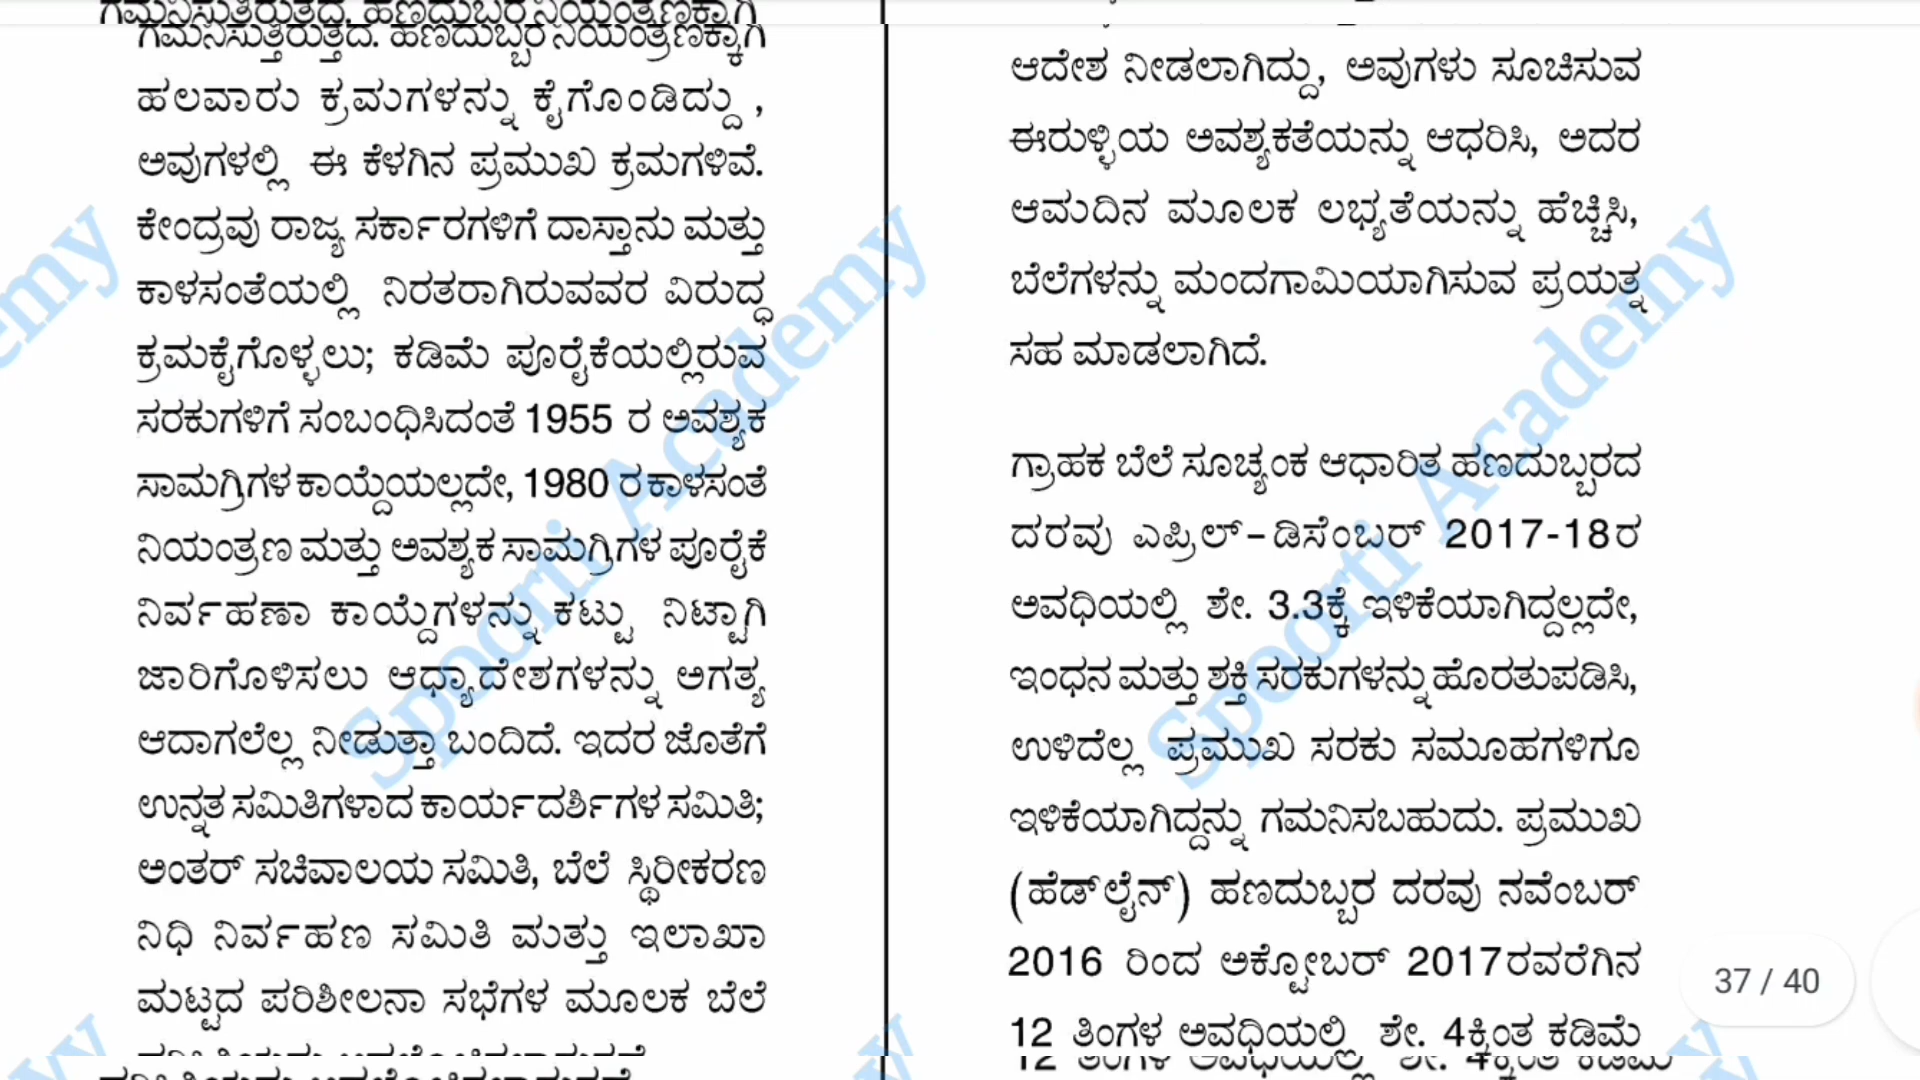 ಗಮನಿಸುತ್ತಿರುತ್ತದೆ. ಹಣದುಬ್ಬರ ನಿಯಂತ್ರಣಕ್ಕಾಗಿ
ಹಲವಾರು ಕ್ರಮಗಳನ್ನು ಕೈಗೊಂಡಿದ್ದು ,
ಅವುಗಳಲ್ಲಿ ಈ ಕೆಳಗಿನ ಪ್ರಮುಖ ಕ್ರಮಗಳಿವೆ.
ಕೇಂದ್ರವು ರಾಜ್ಯ ಸರ್ಕಾರಗಳಿಗೆ ದಾಸ್ತಾನು ಮತ್ತು
ಕಾಳಸಂತೆಯಲ್ಲಿ ನಿರತರಾಗಿರುವವರ ವಿರುದ್ಧ
ಕ್ರಮಕೈಗೊಳ್ಳಲು; ಕಡಿಮೆ ಪೂರೈಕೆಯಲ್ಲಿರುವ
ಸರಕುಗಳಿಗೆ ಸಂಬಂಧಿಸಿದಂತೆ 1955 ರ ಅವಶ್ಯಕ
ಸಾಮಗ್ರಿಗಳ ಕಾಯ್ದೆಯಲ್ಲದೇ, 1980 ರ ಕಾಳಸಂತೆ
ನಿಯಂತ್ರಣ ಮತ್ತು ಅವಶ್ಯಕ ಸಾಮಗ್ರಿಗಳ ಪೂರೈಕೆ
ನಿರ್ವಹಣಾ ಕಾಯ್ದೆಗಳನ್ನು ಕಟ್ಟು ನಿಟ್ಟಾಗಿ
ಜಾರಿಗೊಳಿಸಲು ಆಧ್ಯಾದೇಶಗಳನ್ನು ಅಗತ್ಯ
ಆದಾಗಲೆಲ್ಲ ನೀಡುತ್ತಾ ಬಂದಿದೆ. ಇದರ ಜೊತೆಗೆ
ಉನ್ನತ ಸಮಿತಿಗಳಾದ ಕಾರ್ಯದರ್ಶಿಗಳ ಸಮಿತಿ;
ಅಂತರ್ ಸಚಿವಾಲಯ ಸಮಿತಿ, ಬೆಲೆ ಸ್ಥಿರೀಕರಣ
ನಿಧಿ ನಿರ್ವಹಣ ಸಮಿತಿ ಮತ್ತು ಇಲಾಖಾ
ಮಟ್ಟದ ಪರಿಶೀಲನಾ ಸಭೆಗಳ ಮೂಲಕ ಬೆಲೆ
ಆದೇಶ ನೀಡಲಾಗಿದ್ದು, ಅವುಗಳು ಸೂಚಿಸುವ
ಈರುಳ್ಳಿಯ ಅವಶ್ಯಕತೆಯನ್ನು ಆಧರಿಸಿ, ಅದರ
ಆಮದಿನ ಮೂಲಕ ಲಭ್ಯತೆಯನ್ನು ಹೆಚ್ಚಿಸಿ,
ಬೆಲೆಗಳನ್ನು ಮಂದಗಾಮಿಯಾಗಿಸುವ ಪ್ರಯತ್ನ
ಸಹ ಮಾಡಲಾಗಿದೆ.
ಗ್ರಾಹಕ ಬೆಲೆ ಸೂಚ್ಯಂಕ ಆಧಾರಿತ ಹಣದುಬ್ಬರದ
ದರವು ಎಪ್ರಿಲ್-ಡಿಸೆಂಬರ್ 2017-18ರ
ಅವಧಿಯಲ್ಲಿ ಶೇ. 3.3ಕ್ಕೆ ಇಳಿಕೆಯಾಗಿದ್ದಲ್ಲದೇ,
ಇಂಧನ ಮತ್ತು ಶಕ್ತಿ ಸರಕುಗಳನ್ನು ಹೊರತುಪಡಿಸಿ,
ಉಳಿದೆಲ್ಲ ಪ್ರಮುಖ ಸರಕು ಸಮೂಹಗಳಿಗೂ
ಇಳಿಕೆಯಾಗಿದ್ದನ್ನು ಗಮನಿಸಬಹುದು. ಪ್ರಮುಖ
(ಹೆಡ್‌ಲೈನ್) ಹಣದುಬ್ಬರ ದರವು ನವೆಂಬರ್
2016 ರಿಂದ ಅಕ್ಟೋಬರ್ 2017ರವರೆಗಿನ
12 ತಿಂಗಳ ಅವಧಿಯಲ್ಲಿ ಶೇ. 4ಕ್ಕಿಂತ ಕಡಿಮೆ
37 / 40
Spoorti Academy
Spoorti Academy